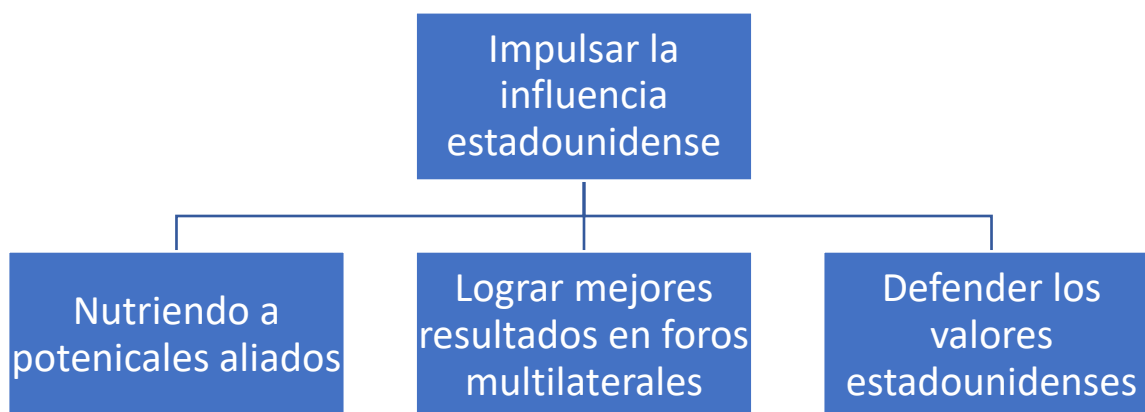 Impulsar la
influencia
estadounidense
Nutriendo a
potenicales aliados
Lograr mejores
resultados en foros
multilaterales
Defender los
valores
estadounidenses